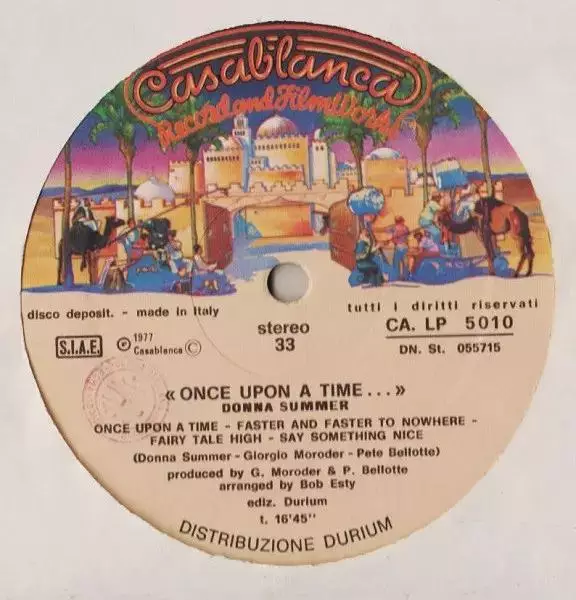 Casablanca
Record and FilmWorks
disco deposit. - made in Italy
tutti i diritti riservati
S.I.A.E.
℗ 1977
Casablanca ©
stereo
33
CA. LP 5010
DN. St. 055715
« ONCE UPON A TIME... »
DONNA SUMMER
ONCE UPON A TIME - FASTER AND FASTER TO NOWHERE -
FAIRY TALE HIGH - SAY SOMETHING NICE
(Donna Summer - Giorgio Moroder - Pete Bellotte)
produced by G. Moroder & P. Bellotte
arranged by Bob Esty
ediz. Durium
t. 16'45"
DISTRIBUZIONE DURIUM